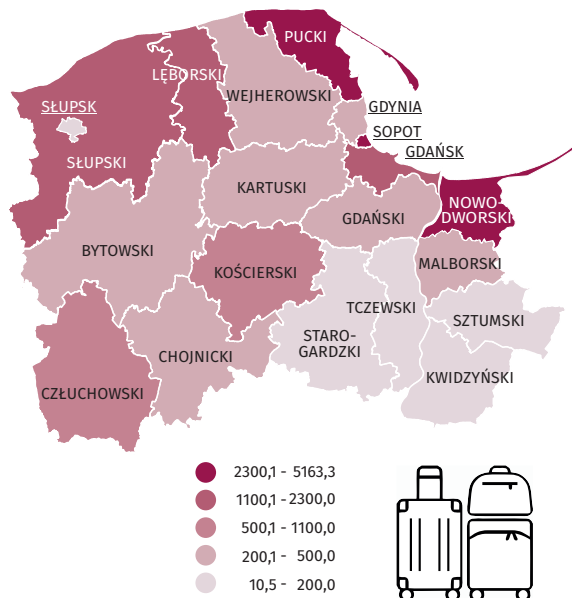 PUCKI
LĘBORSKI
WEJHEROWSKI
SŁUPSK
GDYNIA
SOPOT
GDAŃSK
SŁUPSKI
KARTUSKI
NOWO-
DWORSKI
GDAŃSKI
BYTOWSKI
KOŚCIERSKI
MALBORSKI
TCZEWSKI
SZTUMSKI
STARO-
GARDZKI
CHOJNICKI
KWIDZYŃSKI
CZŁUCHOWSKI
2300,1 - 5163,3
1100,1 - 2300,0
500,1 - 1100,0
200,1 - 500,0
10,5 - 200,0